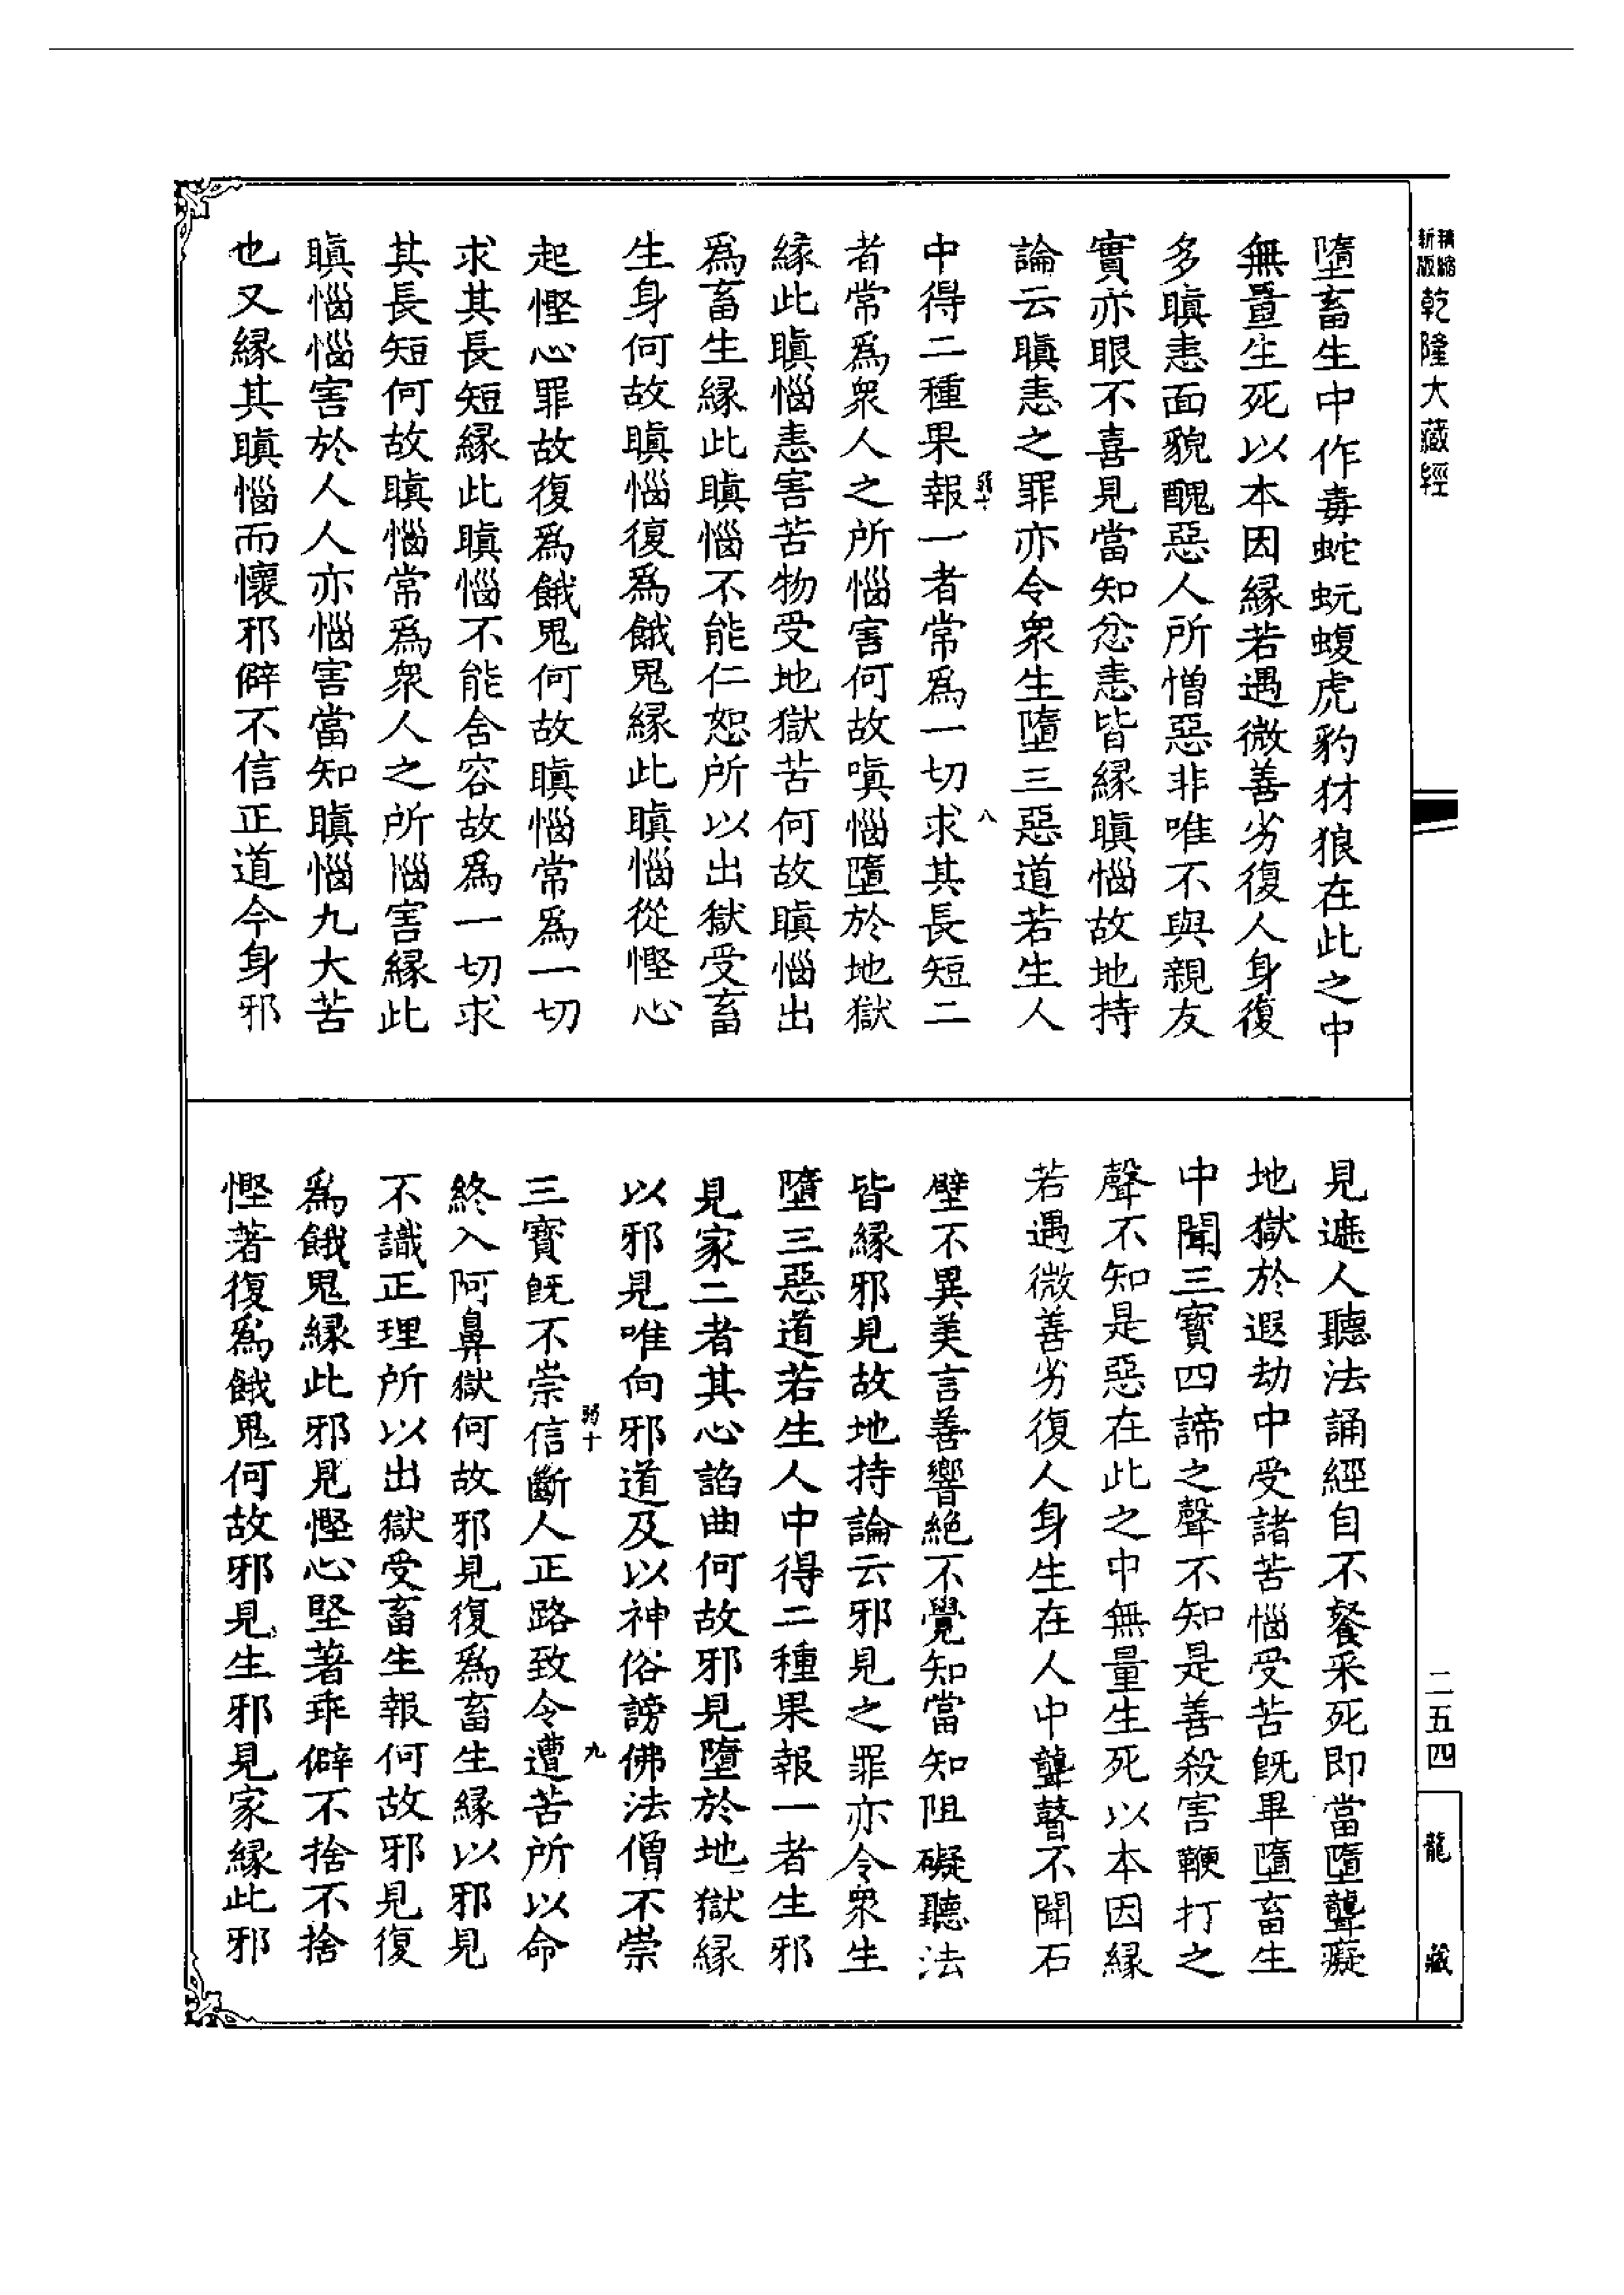 精縮
新版
乾隆大藏經
墮畜生中作毒蛇蚖蝮虎豹豺狼在此之中
無量生死以本因緣若遇微善劣復人身復
多瞋恚面貌醜惡人所憎惡非唯不與親友
實亦眼不喜見當知忿恚皆緣瞋惱故地持
論云瞋恚之罪亦令衆生墮三惡道若生人
弱十
八
中得二種果報一者常爲一切求其長短二
者常爲衆人之所惱害何故嗔惱墮於地獄
緣此瞋惱恚害苦物受地獄苦何故瞋惱出
爲畜生緣此瞋惱不能仁恕所以出獄受畜
生身何故瞋惱復爲餓鬼緣此瞋惱從慳心
起慳心罪故復爲餓鬼何故瞋惱常爲一切
求其長短緣此瞋惱不能含容故爲一切求
其長短何故瞋惱常爲衆人之所惱害緣此
瞋惱惱害於人人亦惱害當知瞋惱九大苦
也又緣其瞋惱而懷邪僻不信正道今身邪
見遮人聽法誦經自不餐采死即當墮聾癡
地獄於遐劫中受諸苦惱受苦旣畢墮畜生
中聞三寶四諦之聲不知是善殺害鞭打之
聲不知是惡在此之中無量生死以本因緣
若遇微善劣復人身生在人中聾瞽不聞石
壁不異美言善響絕不覺知當知阻礙聽法
皆緣邪見故地持論云邪見之罪亦令衆生
墮三惡道若生人中得二種果報一者生邪
見家二者其心諂曲何故邪見墮於地獄緣
以邪見唯向邪道及以神俗謗佛法僧不崇
弱十
九
三寶旣不崇信斷人正路致令遭苦所以命
終入阿鼻獄何故邪見復爲畜生緣以邪見
不識正理所以出獄受畜生報何故邪見復
爲餓鬼緣此邪見慳心堅著乖僻不捨不捨
慳著復爲餓鬼何故邪見生邪見家緣此邪
二五四
龍藏